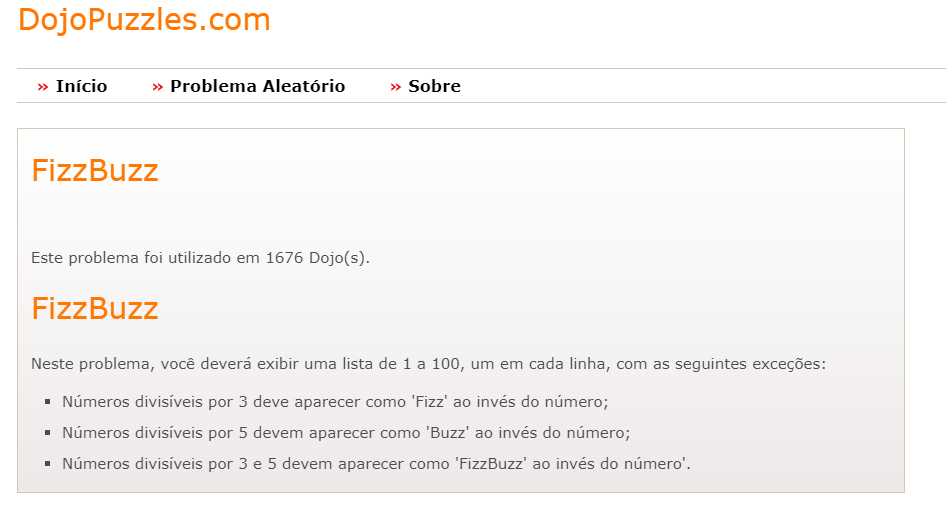 DojoPuzzles.com
» Início » Problema Aleatório » Sobre
FizzBuzz
Este problema foi utilizado em 1676 Dojo(s).
FizzBuzz
Neste problema, você deverá exibir uma lista de 1 a 100, um em cada linha, com as seguintes exceções:
▪ Números divisíveis por 3 deve aparecer como 'Fizz' ao invés do número;
▪ Números divisíveis por 5 devem aparecer como 'Buzz' ao invés do número;
▪ Números divisíveis por 3 e 5 devem aparecer como 'FizzBuzz' ao invés do número'.